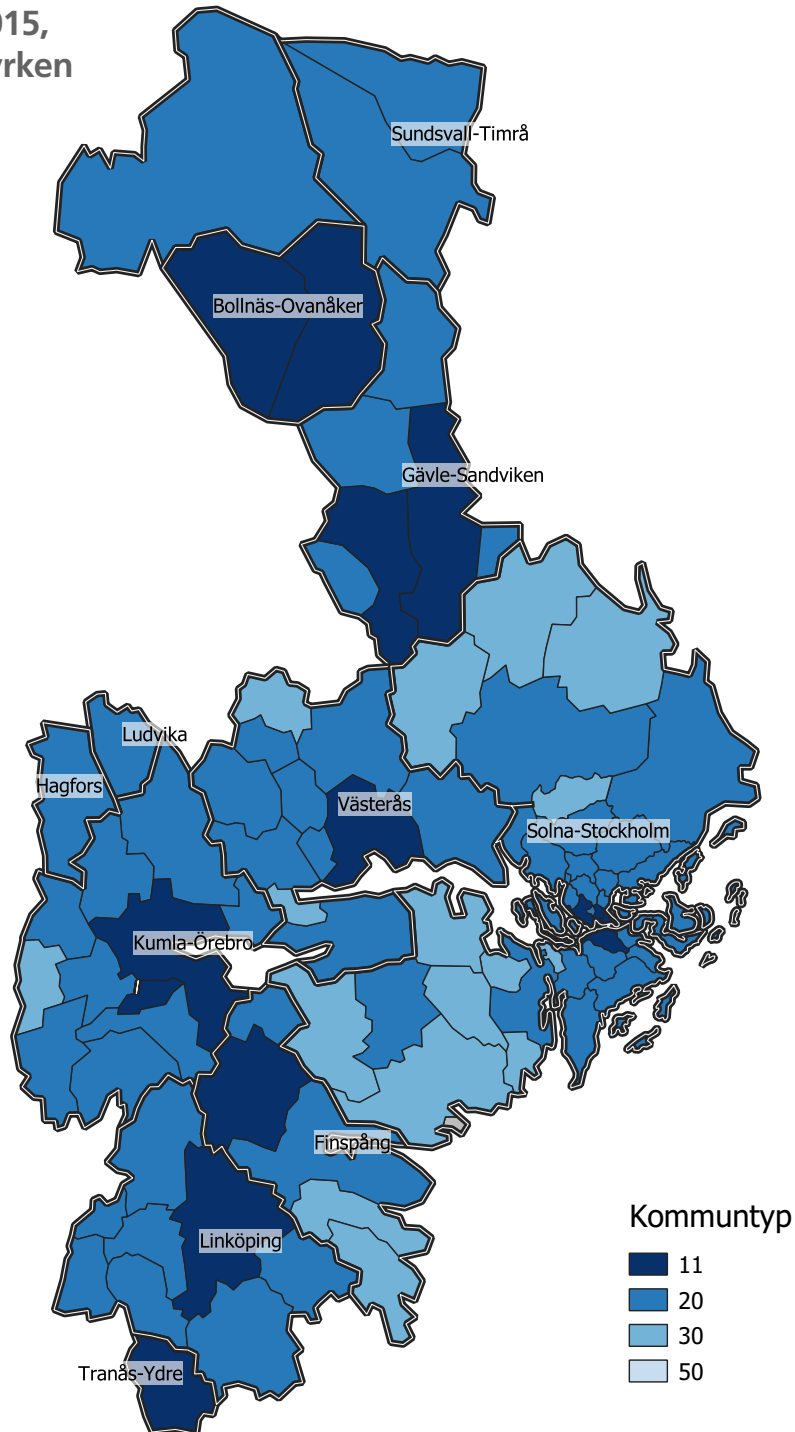 015,
rken
Sundsvall-Timrå
Bollnäs-Ovanåker
Gävle-Sandviken
Ludvika
Hagfors
Västerås
Solna-Stockholm
Kumla-Örebro
Finspång
Linköping
Tranås-Ydre
Kommuntyp
11
20
30
50